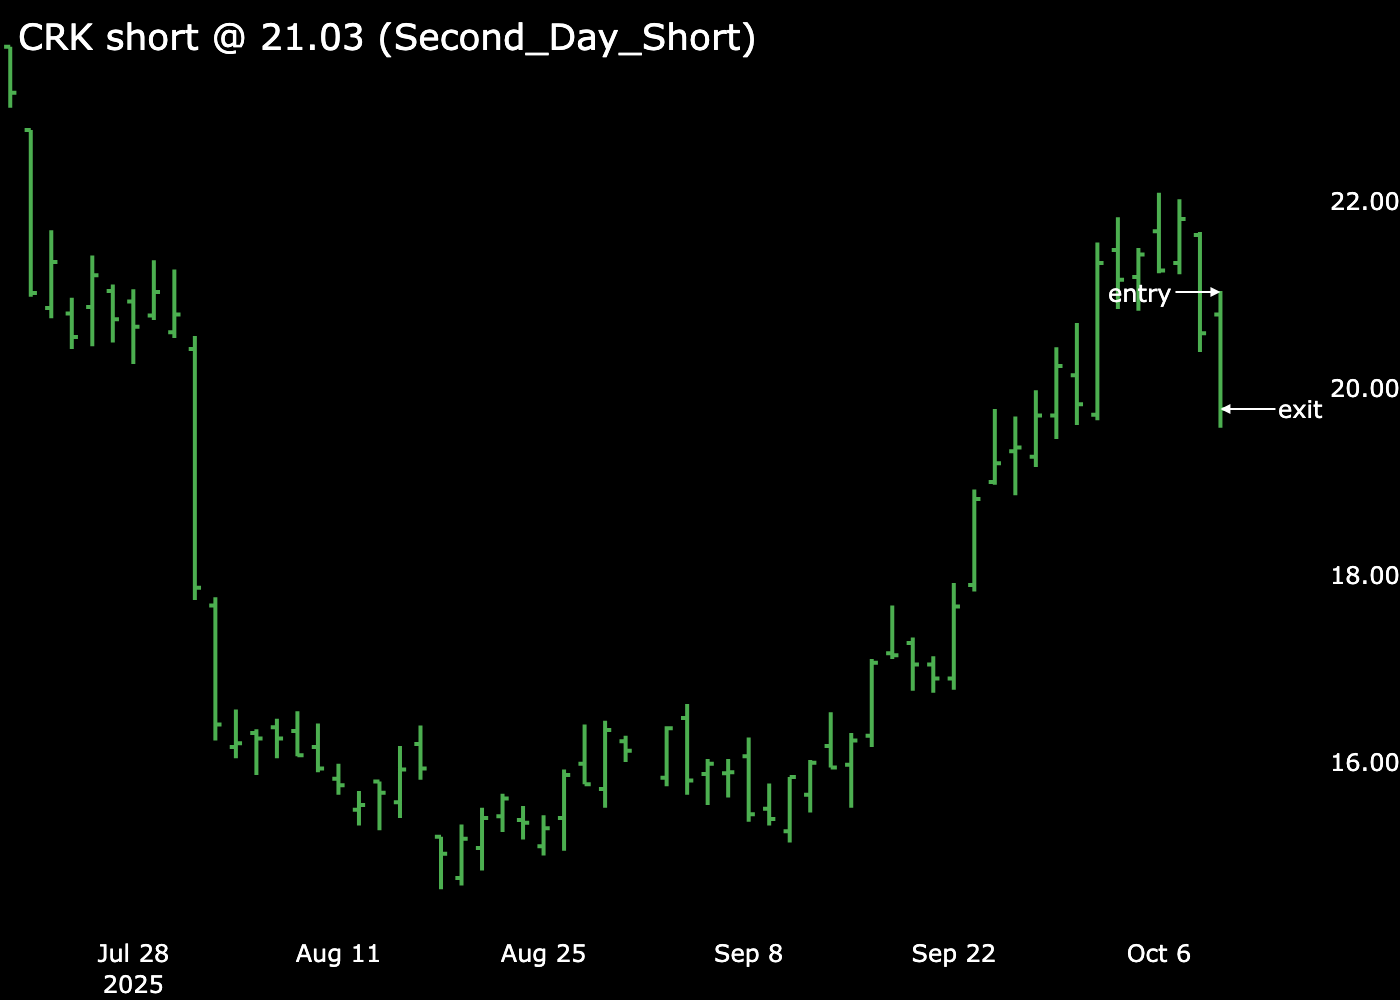 CRK short @ 21.03 (Second_Day_Short)
22.00
entry
20.00
exit
18.00
16.00
Jul 28 Aug 11 Aug 25 Sep 8 Sep 22 Oct 6
2025